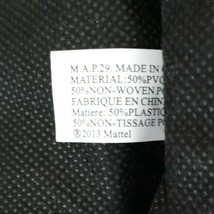 M.A.P.29. MADE IN
MATERIAL:50%PVC
50%NON-WOVEN
FABRIQUE EN CHIN
Matiere: 50%PLASTIC
50%NON-TISSAGE
®2013 Mattel